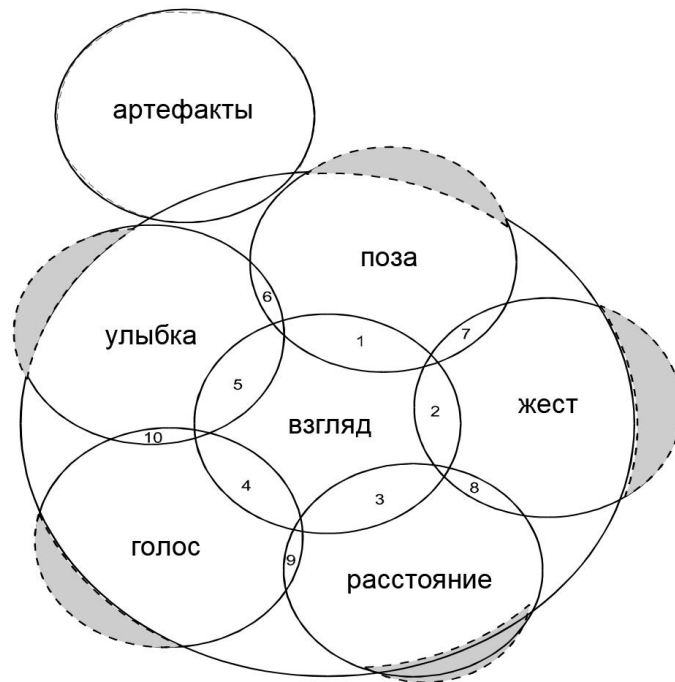 артефакты
поза
6
улыбка
1
7
5
взгляд
2
жест
10
4
3
8
голос
9
расстояние